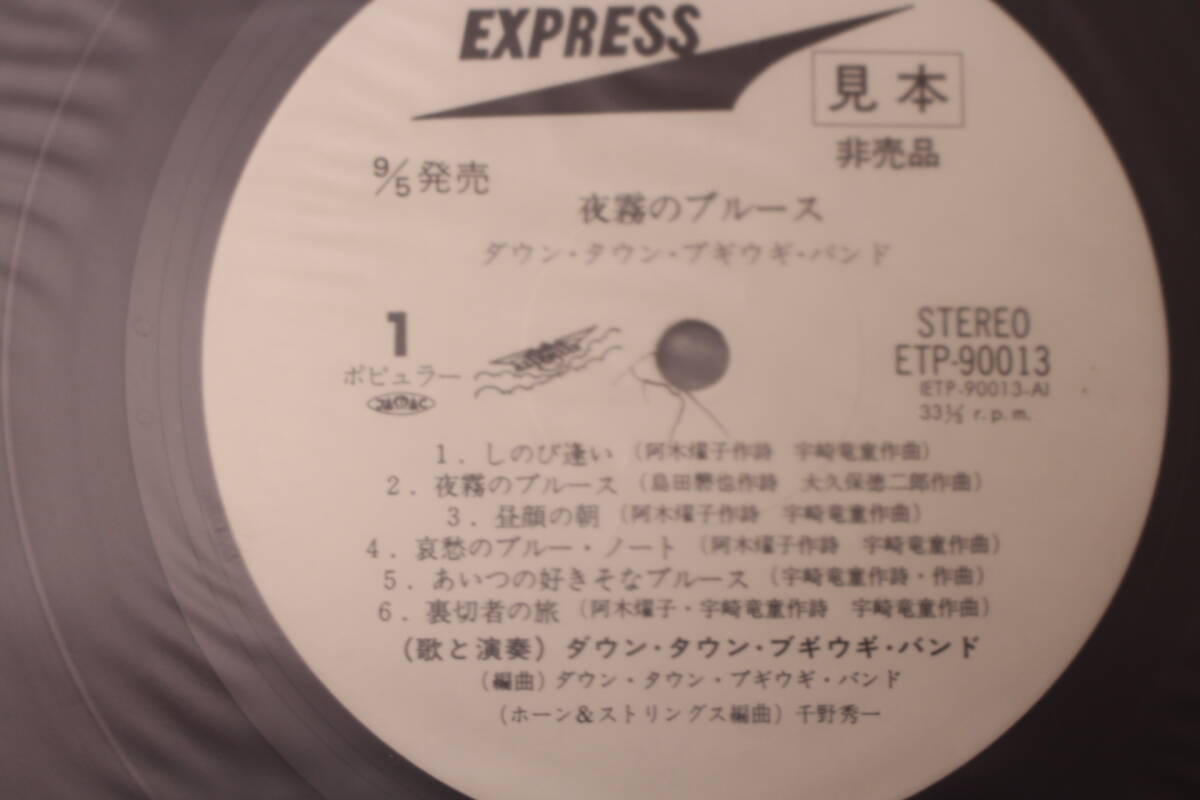 EXPRESS
見本
非売品
9/5発売
夜霧のブルース
ダウン・タウン・ブギウギ・バンド
1
ポピュラー
JASRAC
STEREO
ETP-90013
(ETP-90013-A)
33⅓ r.p.m.
1. しのび逢い (阿木燿子作詩 宇崎竜童作曲)
2. 夜霧のブルース (島田磬也作詩 大久保徳二郎作曲)
3. 昼顔の朝 (阿木燿子作詩 宇崎竜童作曲)
4. 哀愁のブルー・ノート (阿木燿子作詩 宇崎竜童作曲)
5. あいつの好きそなブルース (宇崎竜童作詩・作曲)
6. 裏切者の旅 (阿木燿子・宇崎竜童作詩 宇崎竜童作曲)
(歌と演奏) ダウン・タウン・ブギウギ・バンド
(編曲) ダウン・タウン・ブギウギ・バンド
(ホーン&ストリングス編曲)千野秀一